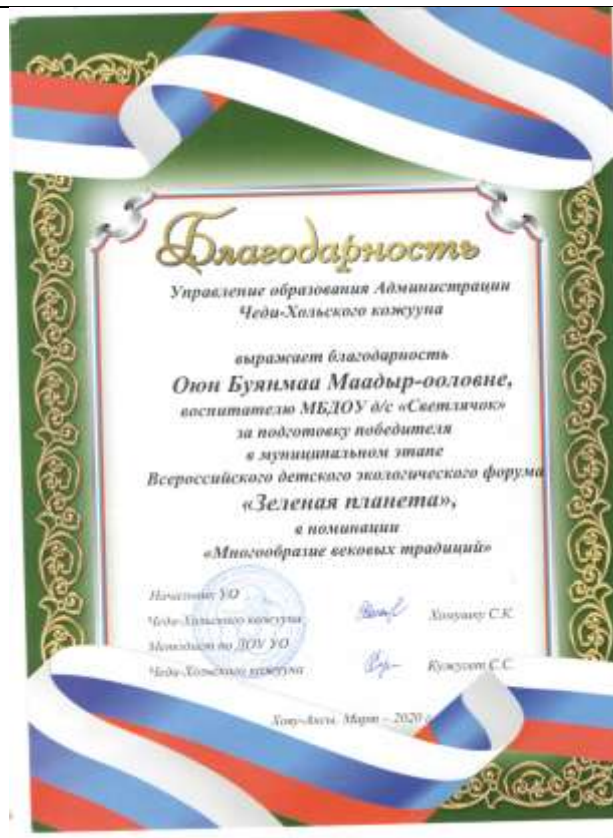 Благодарность
Управление образования Администрации
Чеди-Хольского кожууна
выражает благодарность
Оюн Буянмаа Маадыр-ооловне,
воспитателю МБДОУ д/с «Светлячок»
за подготовку победителя
в муниципальном этапе
Всероссийского детского экологического форума
«Зеленая планета»,
в номинации
«Многообразие вековых традиций»
Начальник УО
Чеди-Хольского кожууна Хомушку С.К.
Методист по ДОУ УО
Чеди-Хольского кожууна Кужугет С.С.
Хову-Аксы, Март – 2020 г